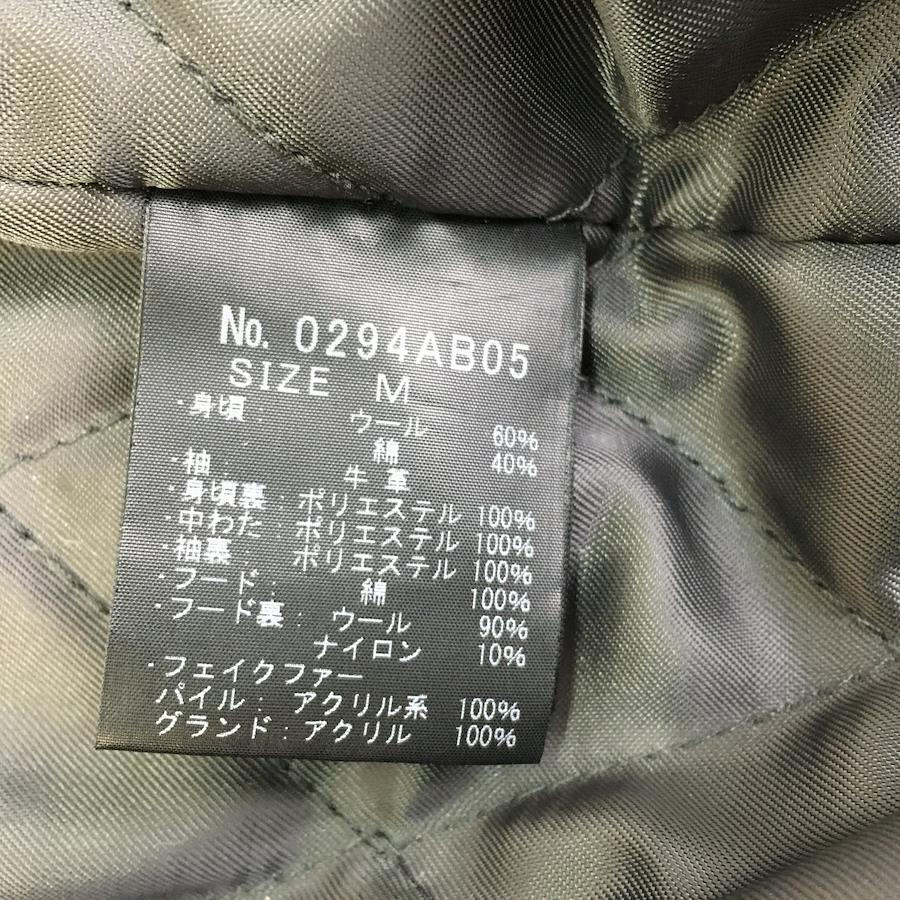 No. 0294AB05
SIZE M
・身頃: ウール 60%
綿 40%
・袖: 牛革
・身頃裏:ポリエステル 100%
・中わた:ポリエステル 100%
・袖裏: ポリエステル 100%
・フード: 綿 100%
・フード裏: ウール 90%
ナイロン 10%
・フェイクファー
パイル: アクリル系 100%
グランド:アクリル 100%